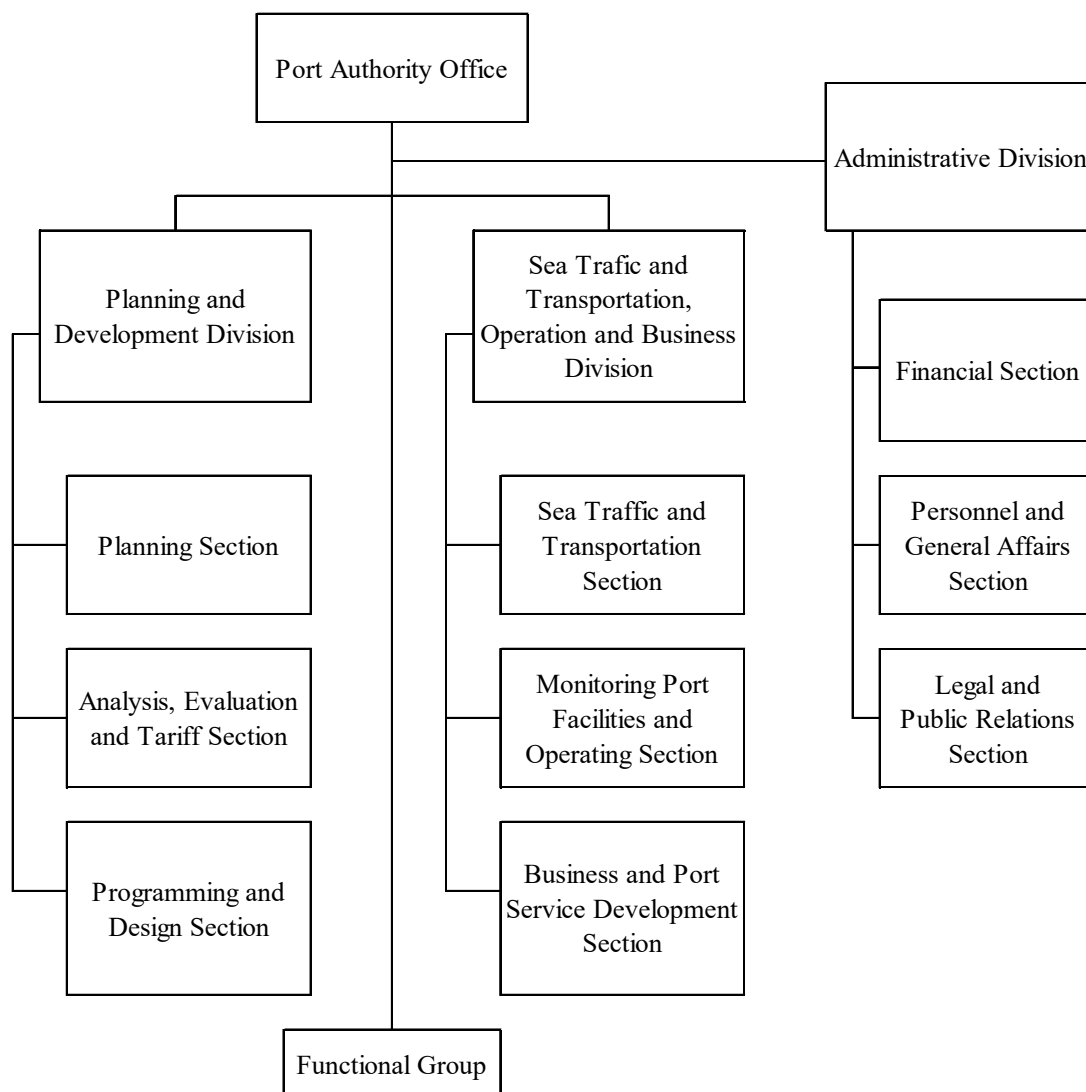 Port Authority Office
Administrative Division
Planning and
Development Division
Sea Trafic and
Transportation,
Operation and Business
Division
Financial Section
Planning Section
Sea Traffic and
Transportation
Section
Personnel and
General Affairs
Section
Analysis, Evaluation
and Tariff Section
Monitoring Port
Facilities and
Operating Section
Legal and
Public Relations
Section
Programming and
Design Section
Business and Port
Service Development
Section
Functional Group